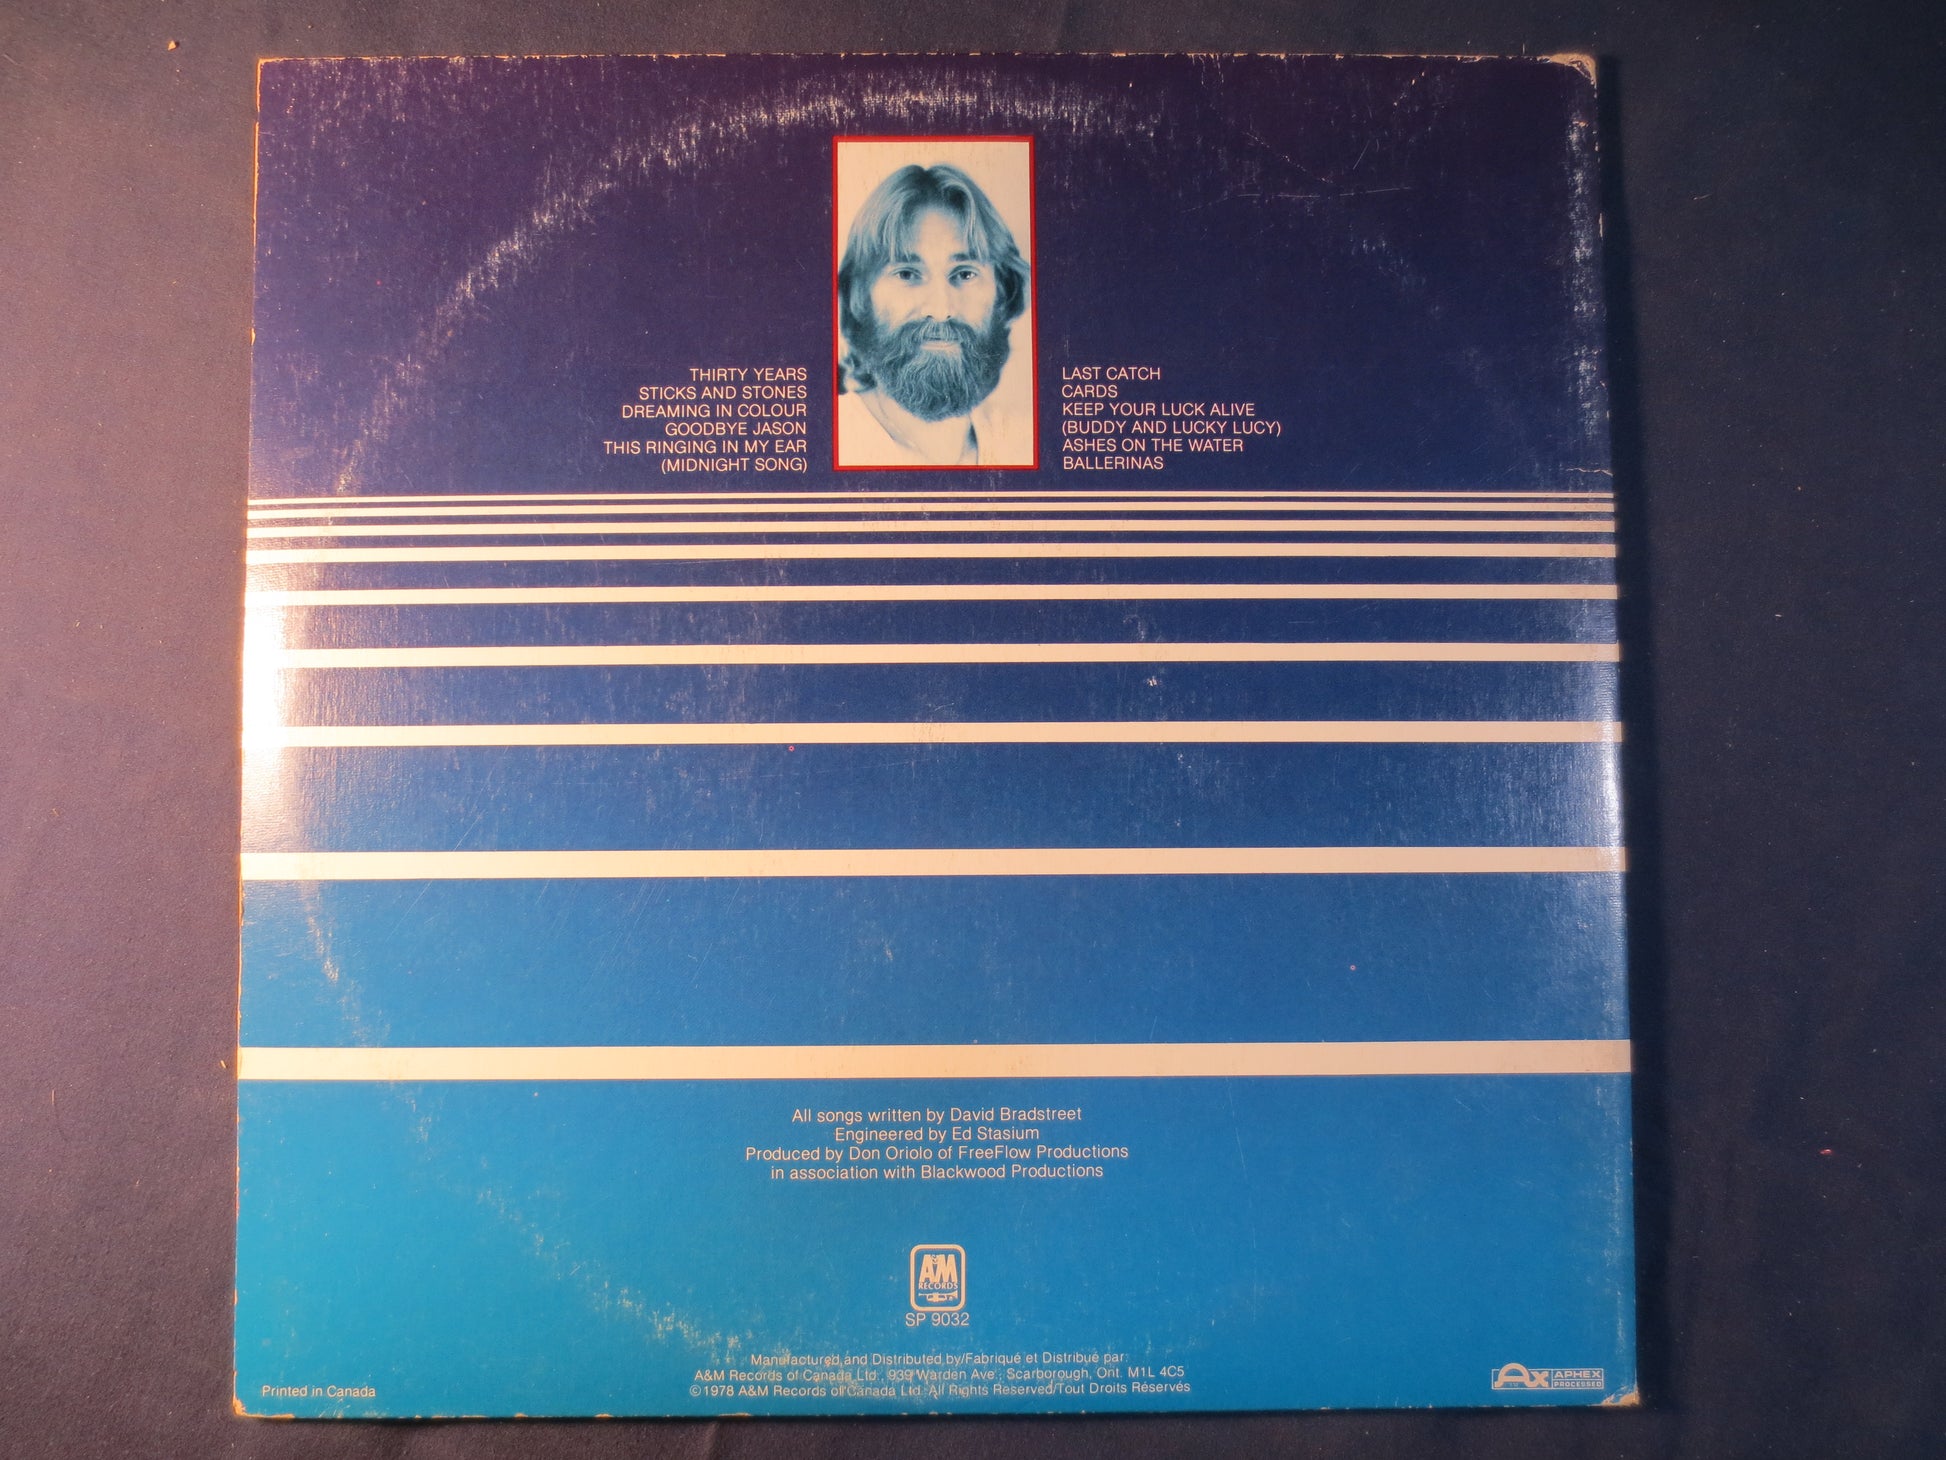 THIRTY YEARS
STICKS AND STONES
DREAMING IN COLOUR
GOODBYE JASON
THIS RINGING IN MY EAR
(MIDNIGHT SONG)
LAST CATCH
CARDS
KEEP YOUR LUCK ALIVE
(BUDDY AND LUCKY LUCY)
ASHES ON THE WATER
BALLERINAS
All songs written by David Bradstreet
Engineered by Ed Stasium
Produced by Don Oriolo of FreeFlow Productions
in association with Blackwood Productions
A&M
RECORDS
SP 9032
Manufactured and Distributed by/Fabriqué et Distribué par:
A&M Records of Canada Ltd., 939 Warden Ave., Scarborough, Ont. M1L 4C5
©1978 A&M Records of Canada Ltd. All Rights Reserved/Tout Droits Réservés
Printed in Canada
Ax
APHEX
PROCESSED